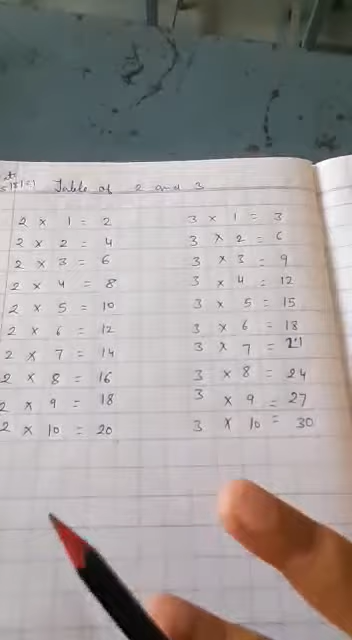 Table of 2 and 3
2 × 1 = 2
2 × 2 = 4
2 × 3 = 6
2 × 4 = 8
2 × 5 = 10
2 × 6 = 12
2 × 7 = 14
2 × 8 = 16
2 × 9 = 18
2 × 10 = 20
3 × 1 = 3
3 × 2 = 6
3 × 3 = 9
3 × 4 = 12
3 × 5 = 15
3 × 6 = 18
3 × 7 = 21
3 × 8 = 24
3 × 9 = 27
3 × 10 = 30